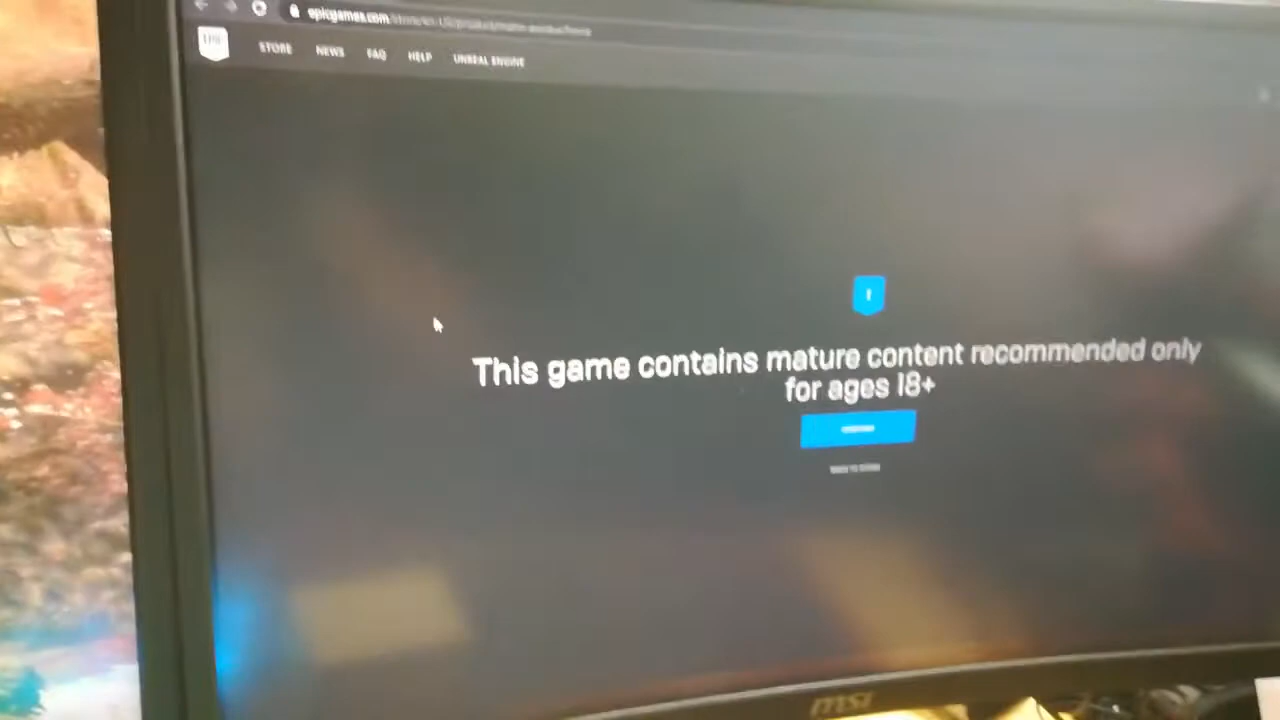 epicgames.com
EPIC
STORE NEWS FAQ HELP UNREAL ENGINE
This game contains mature content recommended only
for ages 18+
msi